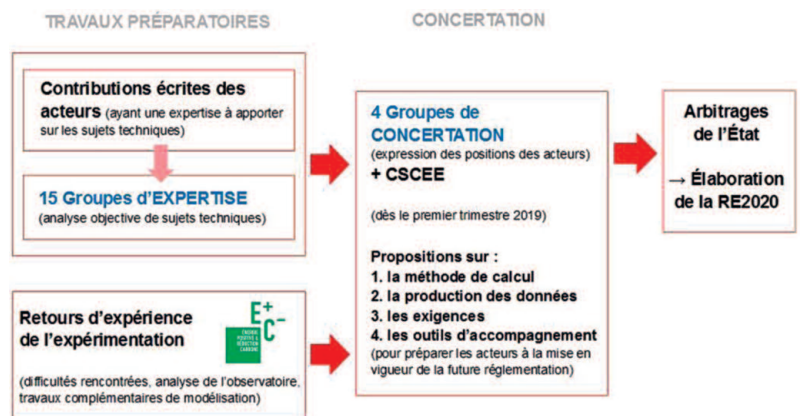 TRAVAUX PRÉPARATOIRES
Contributions écrites des
acteurs (ayant une expertise à apporter
sur les sujets techniques)
15 Groupes d'EXPERTISE
(analyse objective de sujets techniques)
Retours d'expérience
de l'expérimentation
E+
C-
ÉNERGIE
POSITIVE &
RÉDUCTION
CARBONE
(difficultés rencontrées, analyse de l'observatoire,
travaux complémentaires de modélisation)
CONCERTATION
4 Groupes de
CONCERTATION
(expression des positions des acteurs)
+ CSCEE
(dès le premier trimestre 2019)
Propositions sur :
1. la méthode de calcul
2. la production des données
3. les exigences
4. les outils d'accompagnement
(pour préparer les acteurs à la mise en
vigueur de la future réglementation)
Arbitrages
de l'État
→ Élaboration
de la RE2020